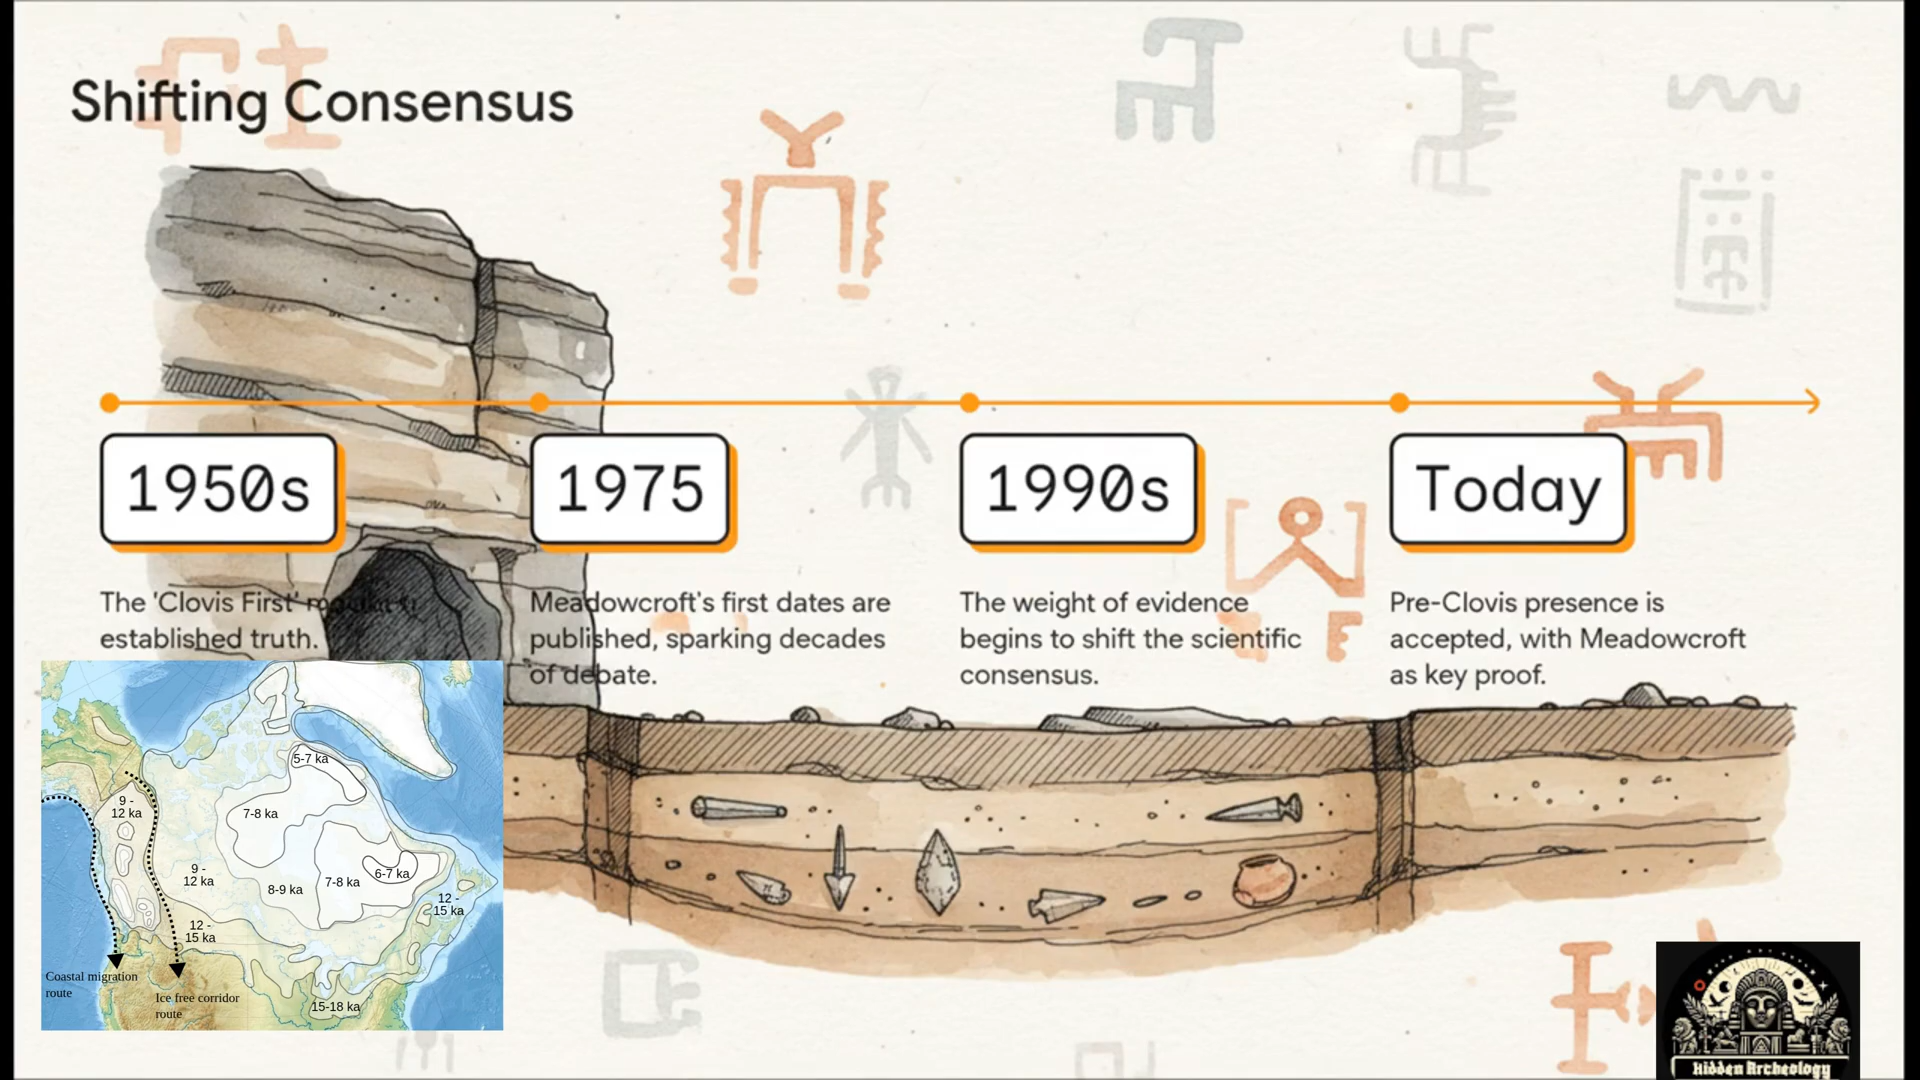 Shifting Consensus
1950s
1975
1990s
Today
The 'Clovis First' model is
established truth.
Meadowcroft's first dates are
published, sparking decades
of debate.
The weight of evidence
begins to shift the scientific
consensus.
Pre-Clovis presence is
accepted, with Meadowcroft
as key proof.
5-7 ka
9 -
12 ka
7-8 ka
9 -
12 ka
8-9 ka
7-8 ka
6-7 ka
12 -
15 ka
12 -
15 ka
Coastal migration
route
Ice free corridor
route
15-18 ka
Hidden Archeology